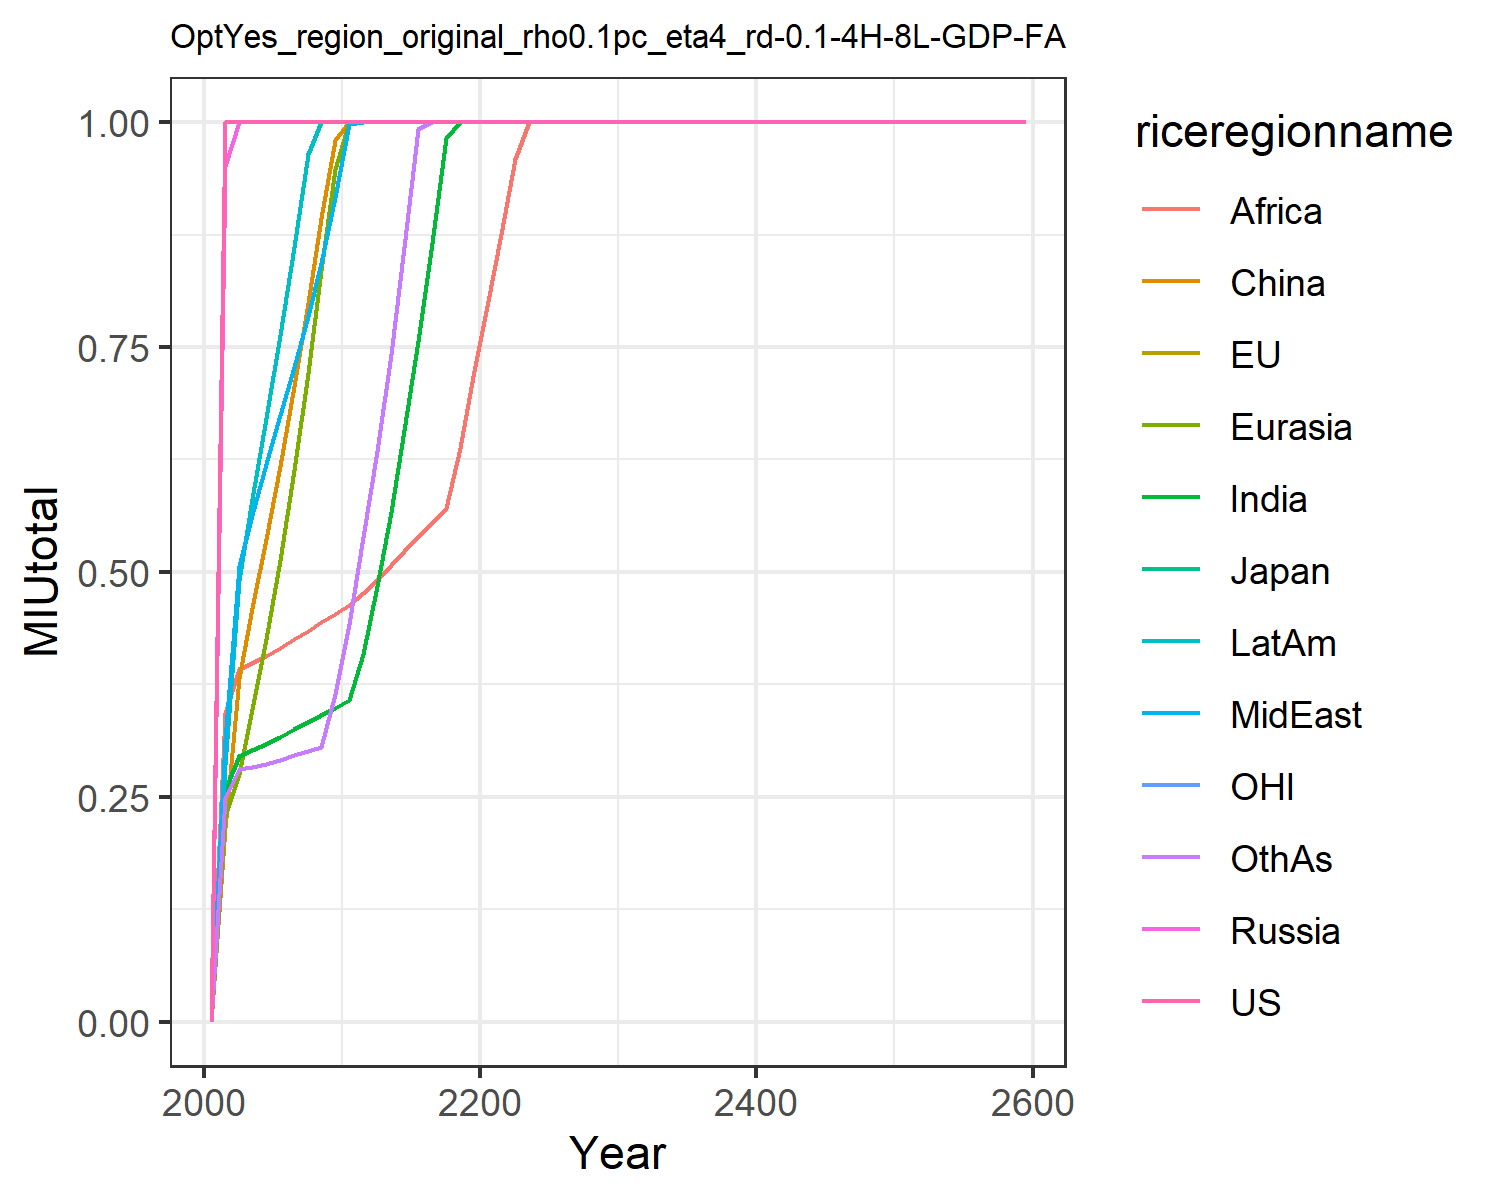 OptYes_region_original_rho0.1pc_eta4_rd-0.1-4H-8L-GDP-FA
1.00
0.75
0.50
0.25
0.00
MIUtotal
2000
2200
2400
2600
Year
riceregionname
Africa
China
EU
Eurasia
India
Japan
LatAm
MidEast
OHI
OthAs
Russia
US